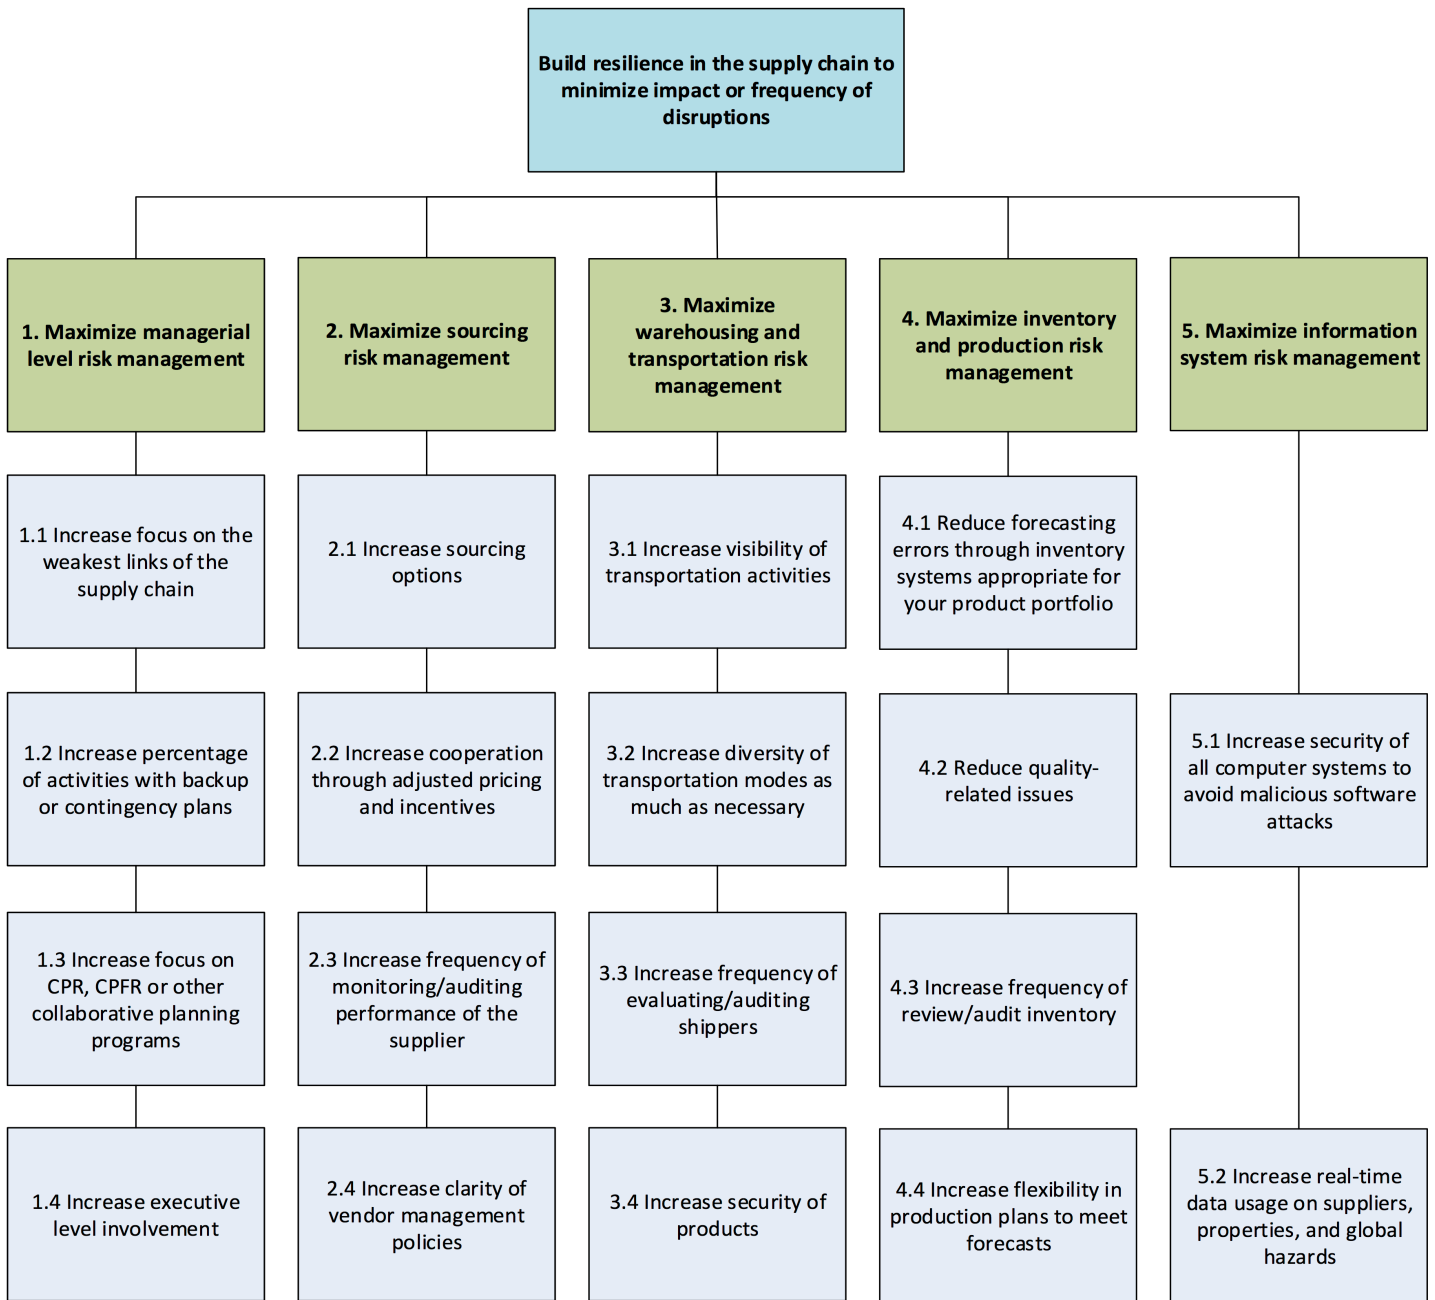 Build resilience in the supply chain to
minimize impact or frequency of
disruptions
1. Maximize managerial
level risk management
2. Maximize sourcing
risk management
3. Maximize
warehousing and
transportation risk
management
4. Maximize inventory
and production risk
management
5. Maximize information
system risk management
1.1 Increase focus on the
weakest links of the
supply chain
2.1 Increase sourcing
options
3.1 Increase visibility of
transportation activities
4.1 Reduce forecasting
errors through inventory
systems appropriate for
your product portfolio
1.2 Increase percentage
of activities with backup
or contingency plans
2.2 Increase cooperation
through adjusted pricing
and incentives
3.2 Increase diversity of
transportation modes as
much as necessary
4.2 Reduce quality-
related issues
5.1 Increase security of
all computer systems to
avoid malicious software
attacks
1.3 Increase focus on
CPR, CPFR or other
collaborative planning
programs
2.3 Increase frequency of
monitoring/auditing
performance of the
supplier
3.3 Increase frequency of
evaluating/auditing
shippers
4.3 Increase frequency of
review/audit inventory
1.4 Increase executive
level involvement
2.4 Increase clarity of
vendor management
policies
3.4 Increase security of
products
4.4 Increase flexibility in
production plans to meet
forecasts
5.2 Increase real-time
data usage on suppliers,
properties, and global
hazards